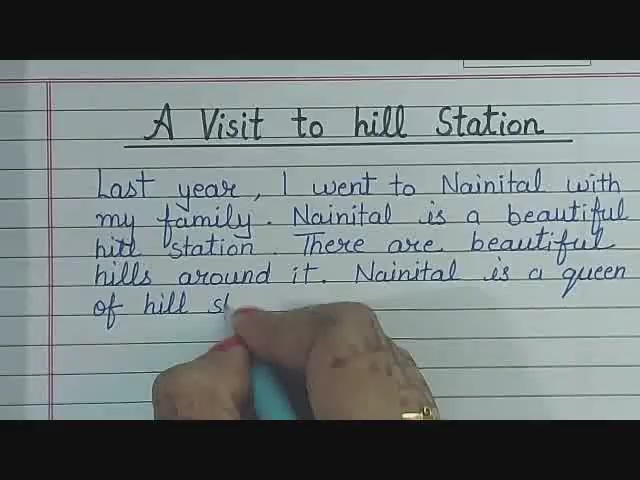 A Visit to hill Station
Last year, I went to Nainital with
my family. Nainital is a beautiful
hill station. There are beautiful
hills around it. Nainital is a queen
of hill st